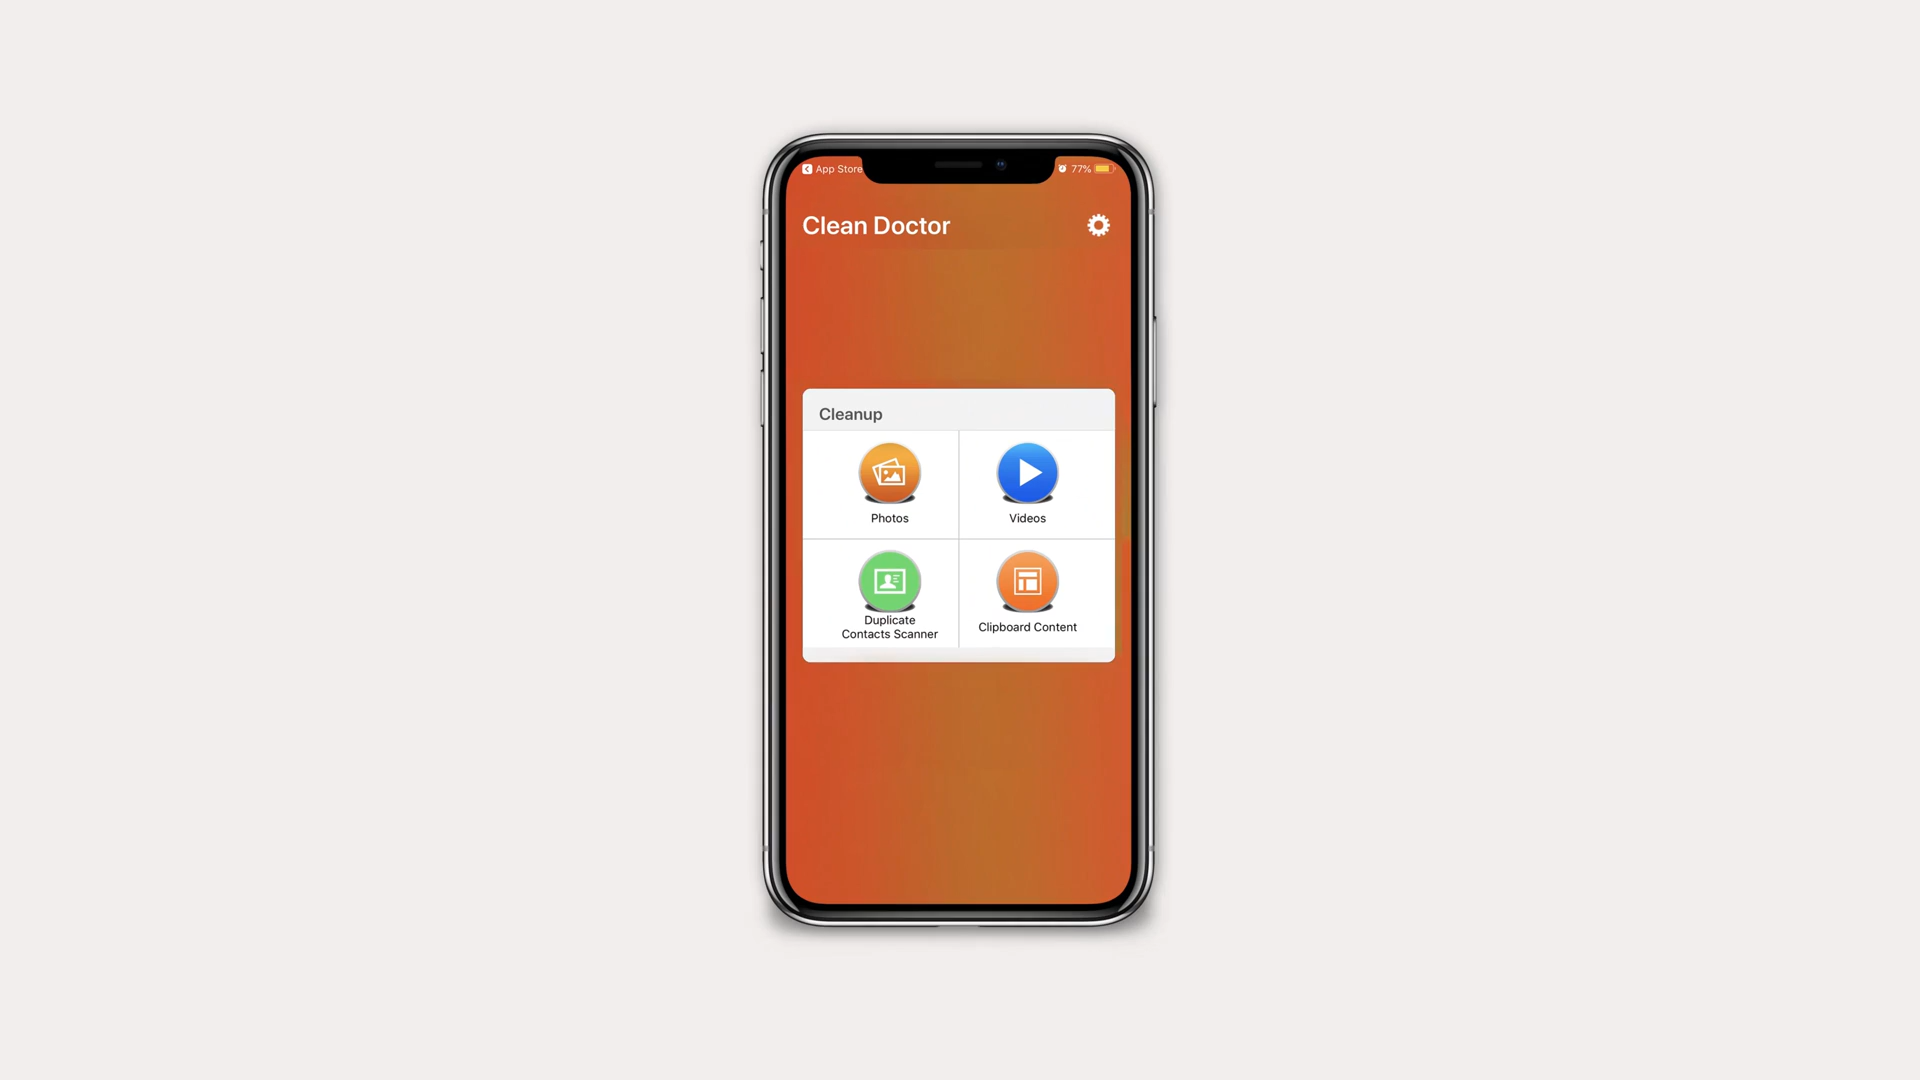 App Store
77%
Clean Doctor
Cleanup
Photos
Videos
Duplicate
Contacts Scanner
Clipboard Content